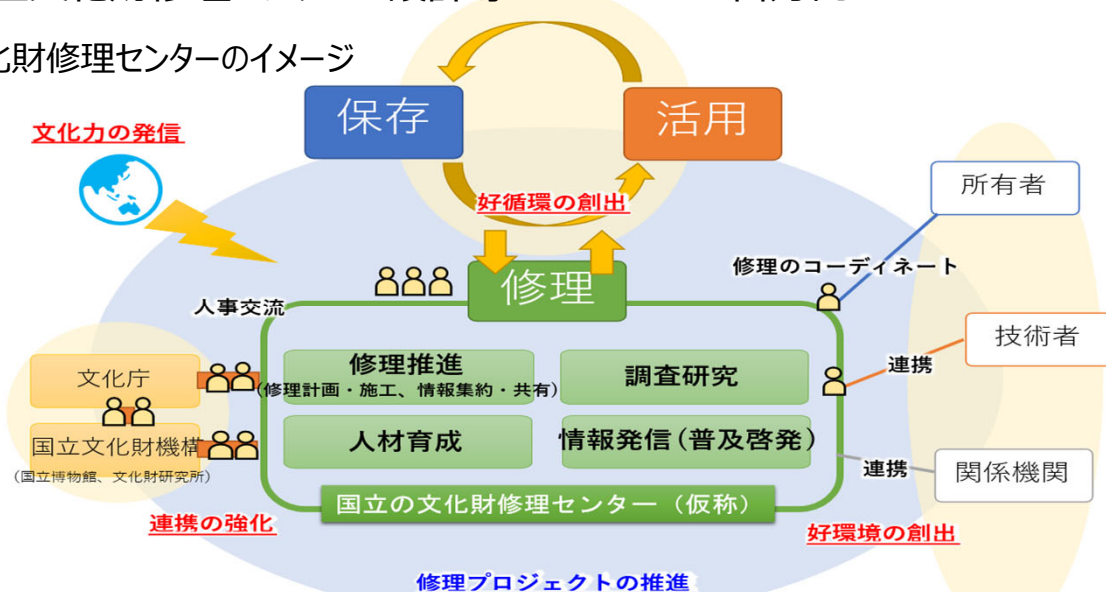 化財修理センターのイメージ
保存
活用
文化力の発信
好循環の創出
所有者
修理のコーディネート
修理
人事交流
技術者
連携
文化庁
修理推進
(修理計画・施工、情報集約・共有)
調査研究
国立文化財機構
(国立博物館、文化財研究所)
人材育成
情報発信(普及啓発)
連携
関係機関
国立の文化財修理センター(仮称)
連携の強化
好環境の創出
修理プロジェクトの推進